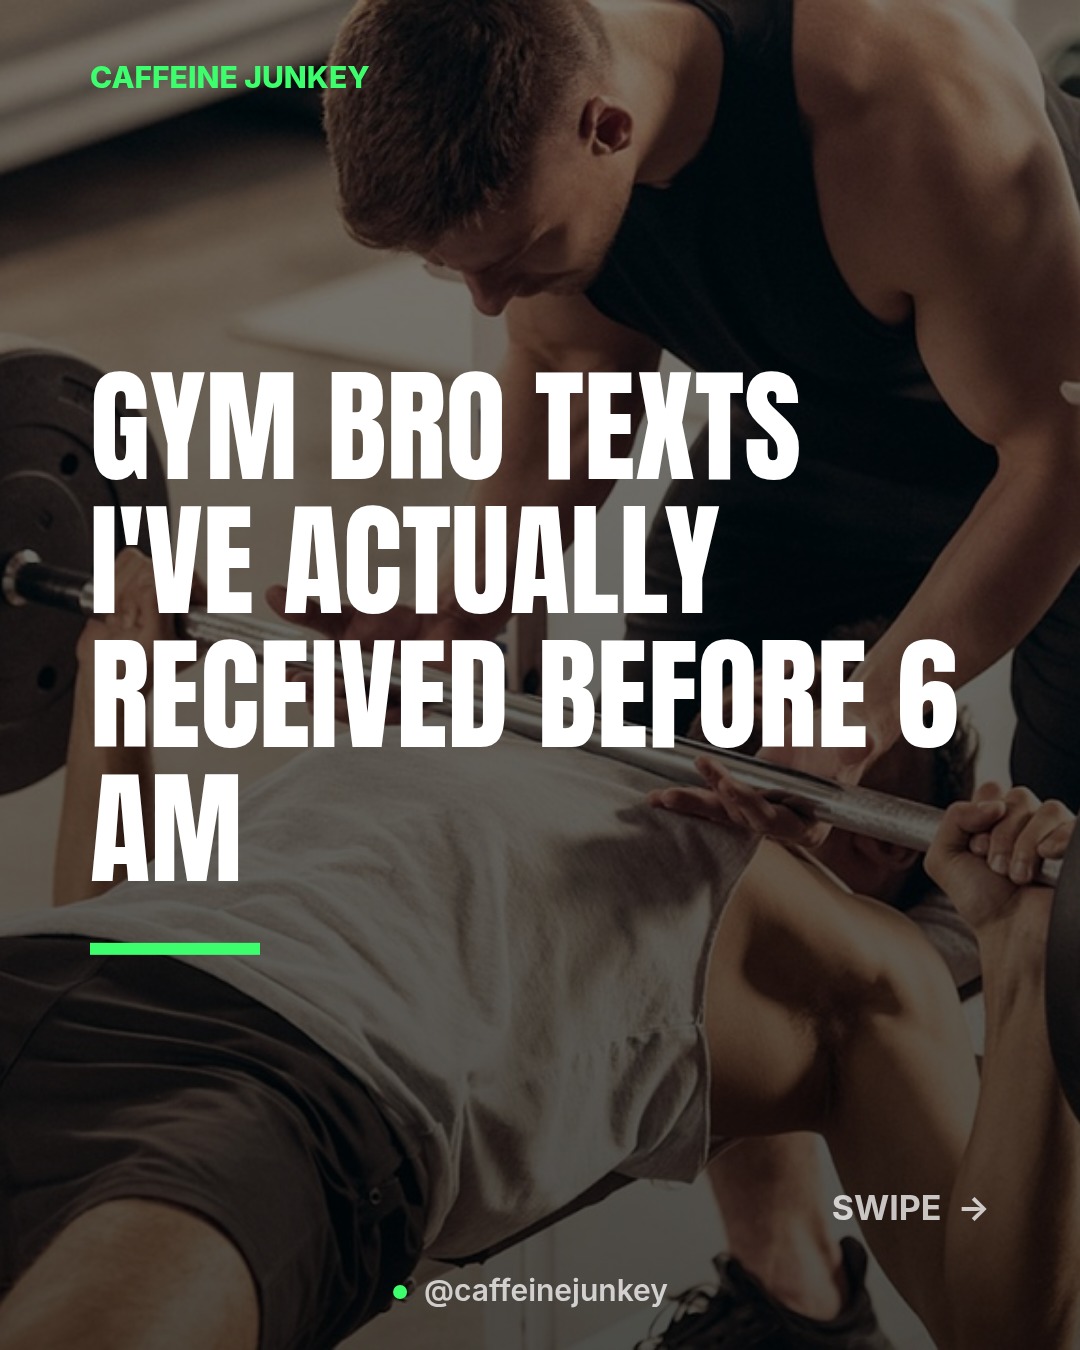 CAFFEINE JUNKEY
GYM BRO TEXTS
I'VE ACTUALLY
RECEIVED BEFORE 6
AM
SWIPE →
@caffeinejunkey